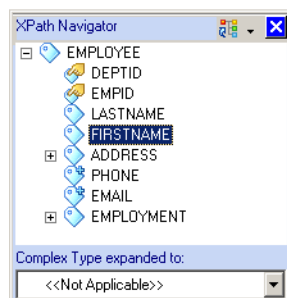 XPath Navigator
EMPLOYEE
DEPTID
EMPID
LASTNAME
FIRSTNAME
ADDRESS
PHONE
EMAIL
EMPLOYMENT
Complex Type expanded to:
<<Not Applicable>>